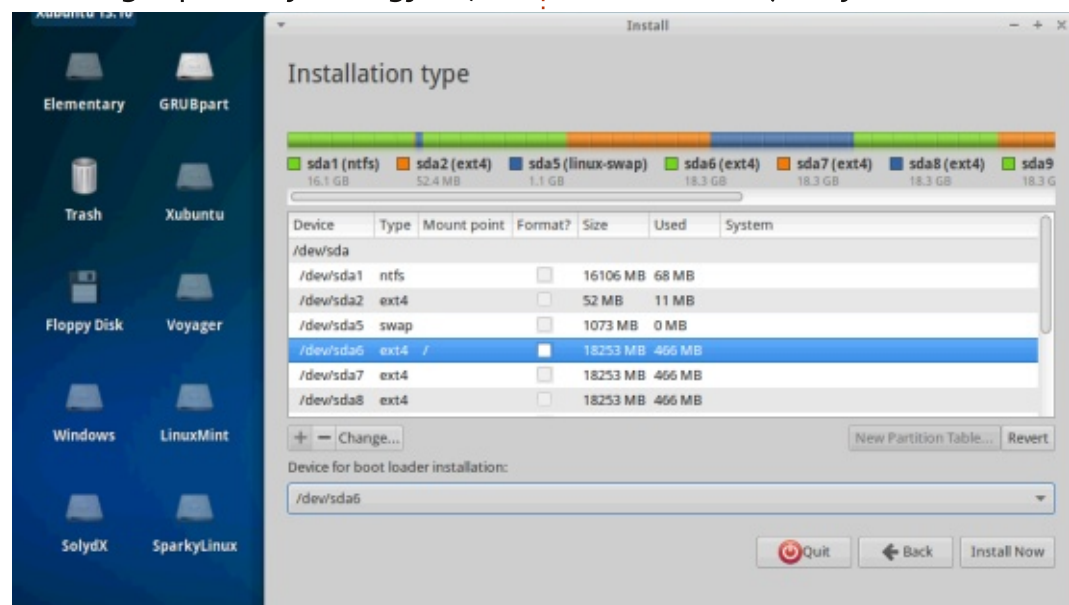 Xubuntu 13.10
Install
Elementary
GRUBpart
Trash
Xubuntu
Floppy Disk
Voyager
Windows
LinuxMint
SolydX
SparkyLinux
Installation type
sda1 (ntfs) sda2 (ext4) sda5 (linux-swap) sda6 (ext4) sda7 (ext4) sda8 (ext4) sda9
16.1 GB 52.4 MB 1.1 GB 18.3 GB 18.3 GB 18.3 GB 18.3 G
Device Type Mount point Format? Size Used System
/dev/sda
/dev/sda1 ntfs 16106 MB 68 MB
/dev/sda2 ext4 52 MB 11 MB
/dev/sda5 swap 1073 MB 0 MB
/dev/sda6 ext4 / 18253 MB 466 MB
/dev/sda7 ext4 18253 MB 466 MB
/dev/sda8 ext4 18253 MB 466 MB
+ − Change... New Partition Table... Revert
Device for boot loader installation:
/dev/sda6
Quit Back Install Now